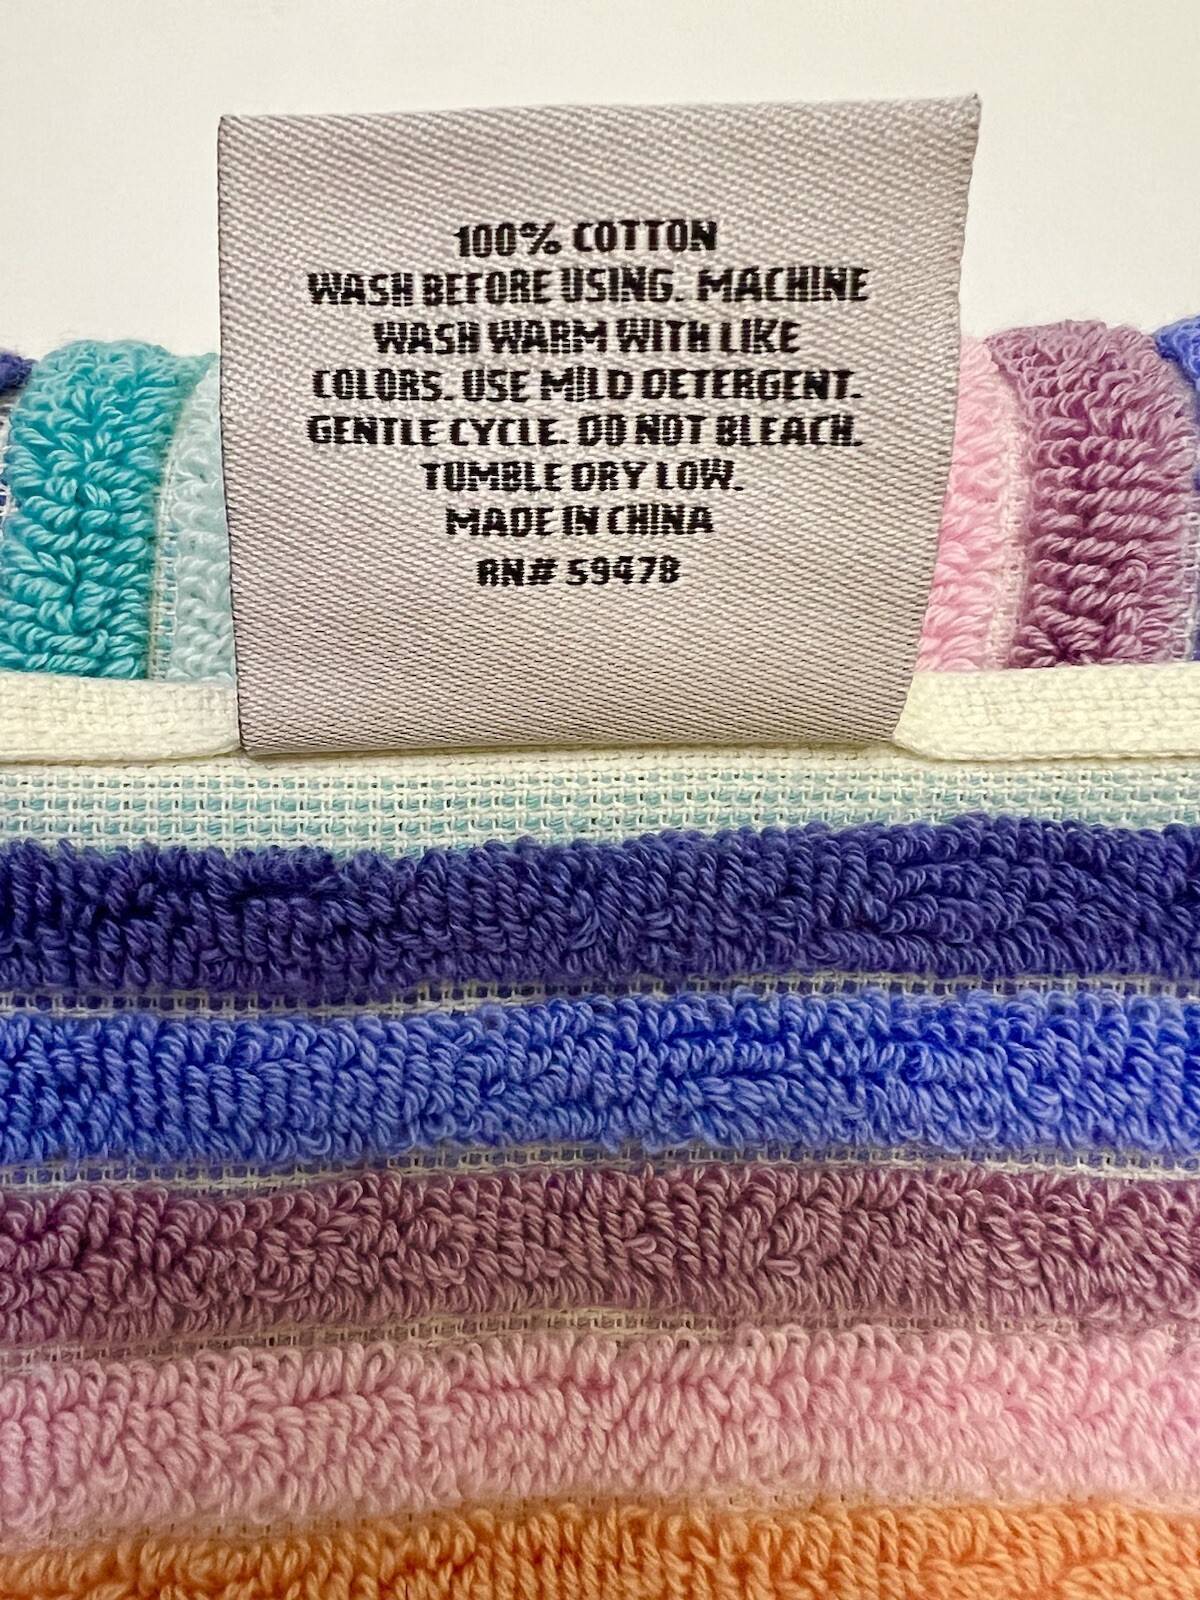 100% COTTON
WASH BEFORE USING. MACHINE
WASH WARM WITH LIKE
COLORS. USE MILD DETERGENT.
GENTLE CYCLE. DO NOT BLEACH.
TUMBLE DRY LOW.
MADE IN CHINA
RN# 59478